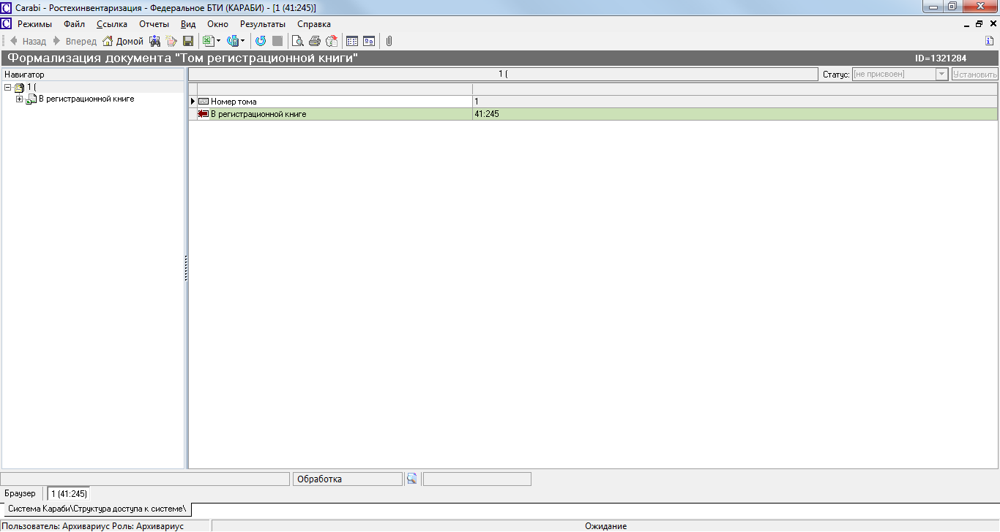 Carabi - Ростехинвентаризация - Федеральное БТИ (КАРАБИ) - [1 (41:245)]
Режимы Файл Ссылка Отчеты Вид Окно Результаты Справка
Назад Вперед Домой
Формализация документа "Том регистрационной книги" ID=1321284
Навигатор 1 ( Статус: [не присвоен] Установить
1 (
В регистрационной книге
Номер тома 1
В регистрационной книге 41:245
Обработка
Браузер 1 (41:245)
Система Караби\Структура доступа к системе\
Пользователь: Архивариус Роль: Архивариус Ожидание